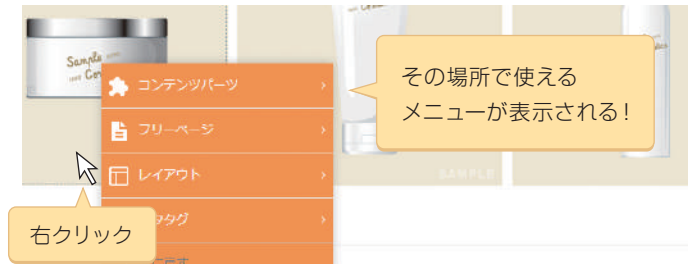 Sample
コンテンツパーツ
その場所で使える
メニューが表示される!
フリーページ
レイアウト
SAMPLE
タグ
右クリック